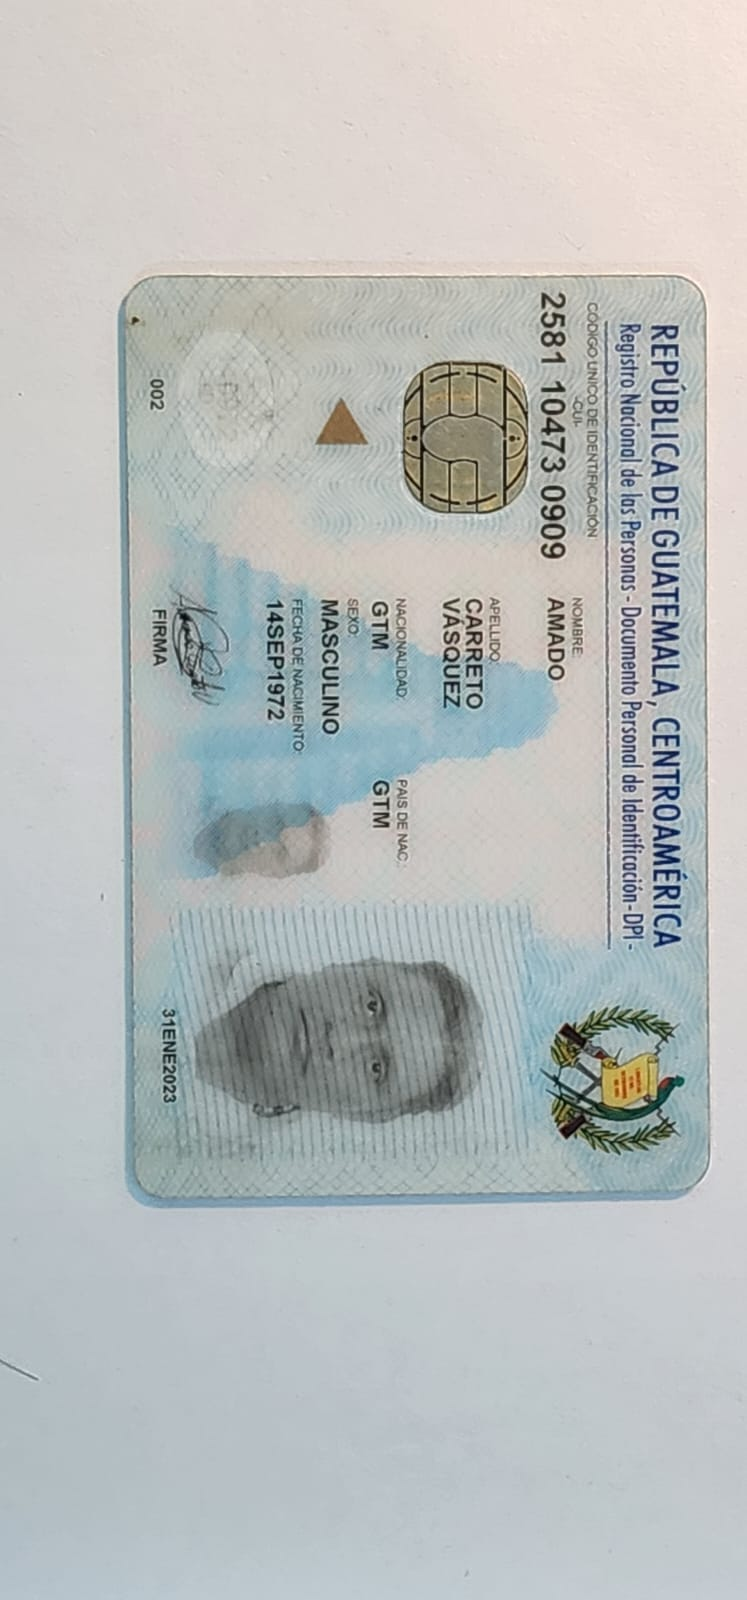 REPÚBLICA DE GUATEMALA, CENTROAMÉRICA
Registro Nacional de las Personas - Documento Personal de Identificación - DPI -
CÓDIGO ÚNICO DE IDENTIFICACIÓN
-CUI-
2581 10473 0909
NOMBRE:
AMADO
APELLIDO:
CARRETO
VÁSQUEZ
NACIONALIDAD: PAIS DE NAC.:
GTM GTM
SEXO:
MASCULINO
FECHA DE NACIMIENTO:
14SEP1972
FIRMA
002
31ENE2023